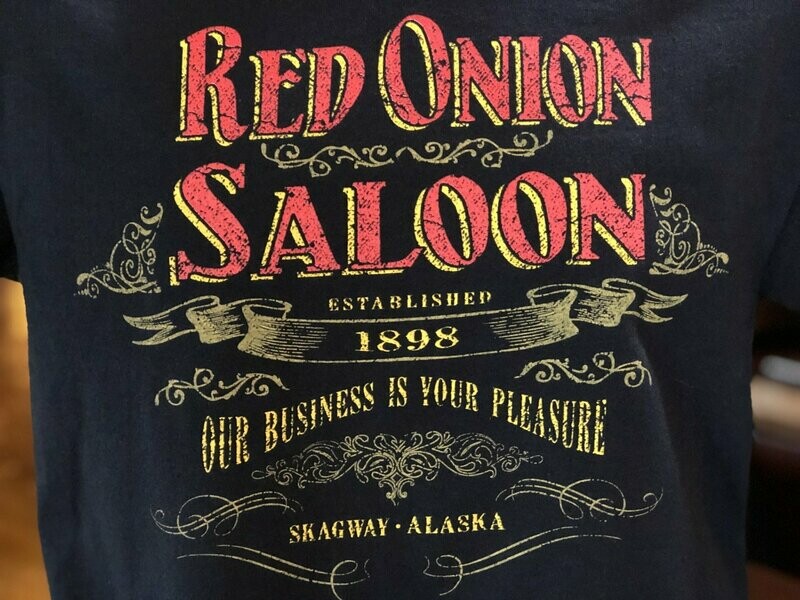 RED ONION
SALOON
ESTABLISHED
1898
OUR BUSINESS IS YOUR PLEASURE
SKAGWAY · ALASKA